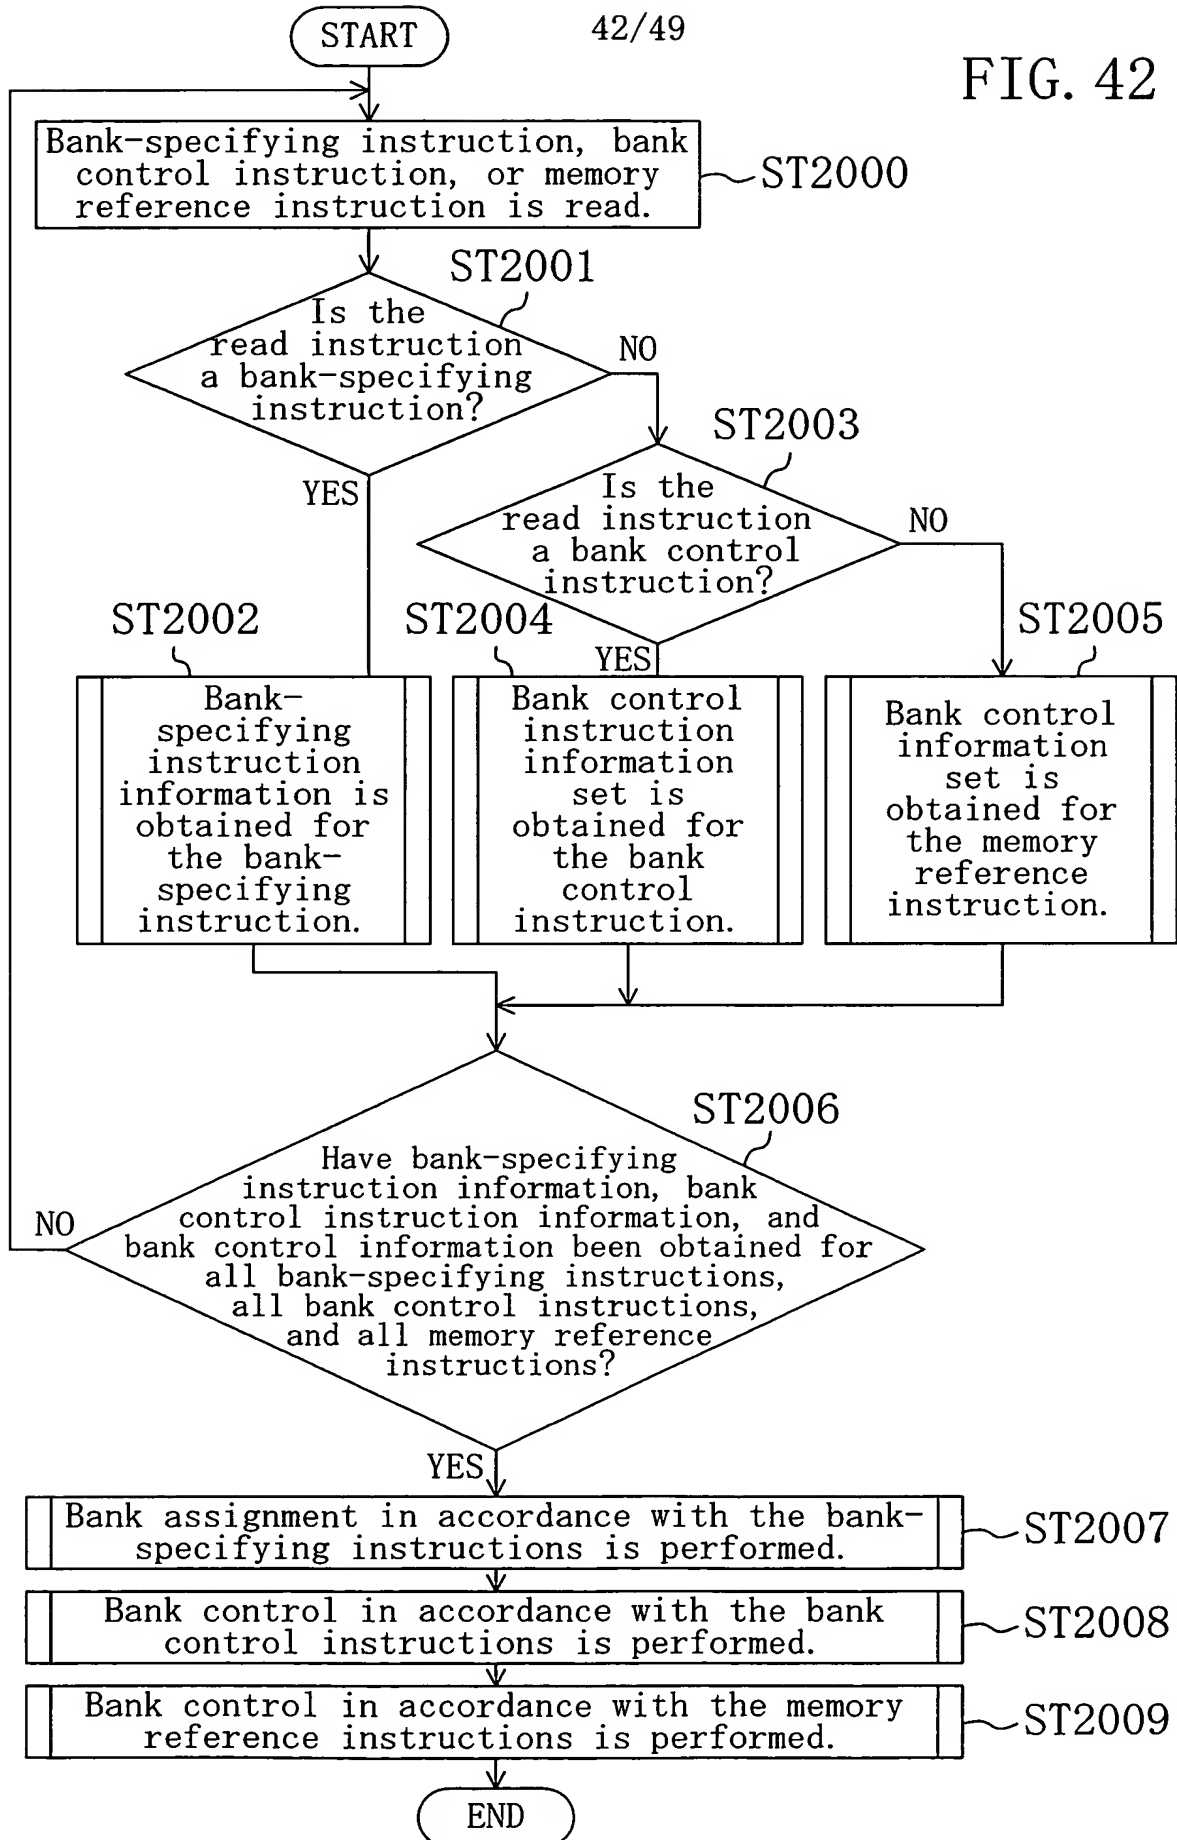 42/49
FIG. 42
START
Bank-specifying instruction, bank
control instruction, or memory
reference instruction is read.
ST2000
ST2001
Is the
read instruction
a bank-specifying
instruction?
NO
YES
ST2003
Is the
read instruction
a bank control
instruction?
NO
YES
ST2002
Bank-
specifying
instruction
information is
obtained for
the bank-
specifying
instruction.
ST2004
Bank control
instruction
information
set is
obtained for
the bank
control
instruction.
ST2005
Bank control
information
set is
obtained for
the memory
reference
instruction.
ST2006
Have bank-specifying
instruction information, bank
control instruction information, and
bank control information been obtained for
all bank-specifying instructions,
all bank control instructions,
and all memory reference
instructions?
NO
YES
Bank assignment in accordance with the bank-
specifying instructions is performed.
ST2007
Bank control in accordance with the bank
control instructions is performed.
ST2008
Bank control in accordance with the memory
reference instructions is performed.
ST2009
END